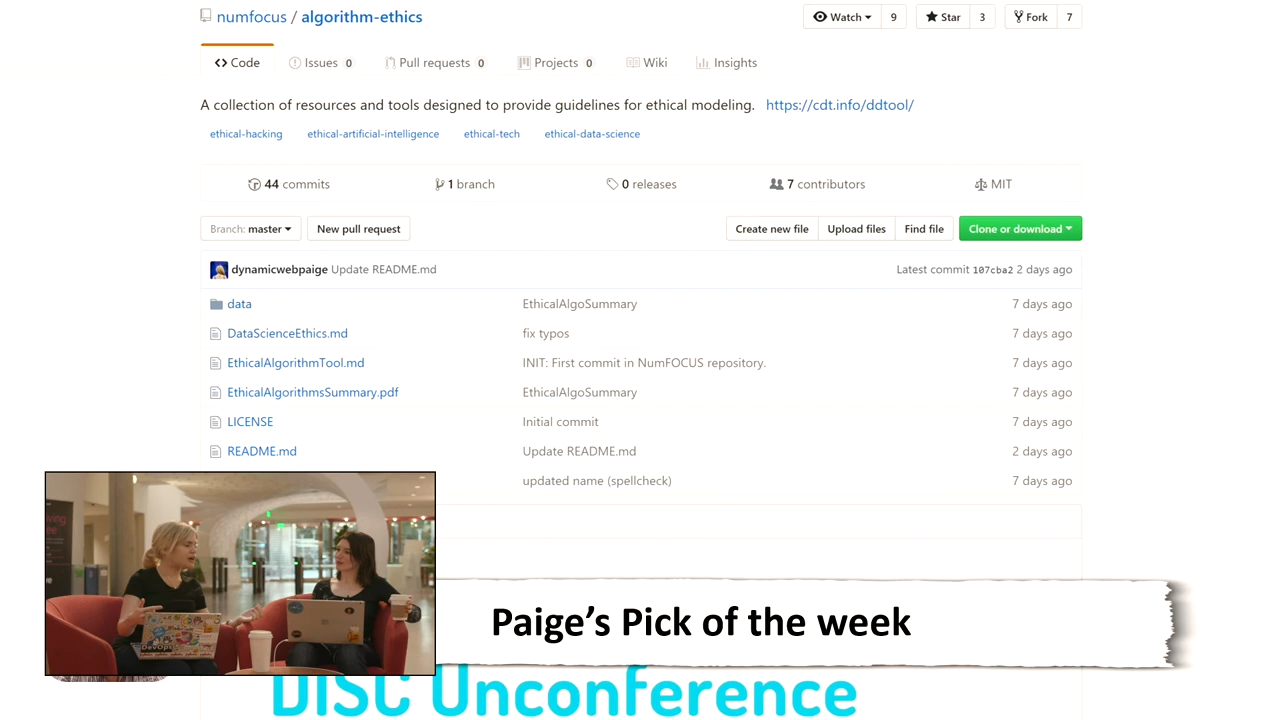 numfocus / algorithm-ethics
Watch 9 Star 3 Fork 7
Code Issues 0 Pull requests 0 Projects 0 Wiki Insights
A collection of resources and tools designed to provide guidelines for ethical modeling. https://cdt.info/ddtool/
ethical-hacking ethical-artificial-intelligence ethical-tech ethical-data-science
44 commits 1 branch 0 releases 7 contributors MIT
Branch: master New pull request Create new file Upload files Find file Clone or download
dynamicwebpaige Update README.md Latest commit 107cba2 2 days ago
data EthicalAlgoSummary 7 days ago
DataScienceEthics.md fix typos 7 days ago
EthicalAlgorithmTool.md INIT: First commit in NumFOCUS repository. 7 days ago
EthicalAlgorithmsSummary.pdf EthicalAlgoSummary 7 days ago
LICENSE Initial commit 7 days ago
README.md Update README.md 2 days ago
updated name (spellcheck) 7 days ago
DevOps
Paige's Pick of the week
DISC Unconference